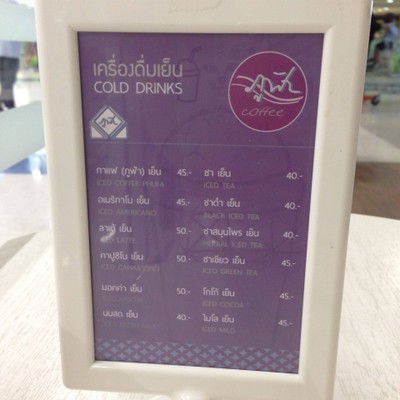 เครื่องดื่มเย็น
COLD DRINKS
ภูฟ้า
coffee
กาแฟ (ภูฟ้า) เย็น 45.-
ICED COFFEE PHUFA
อเมริกาโน เย็น 45.-
ICED AMERICANO
ลาเต้ เย็น 50.-
ICED LATTE
คาปูชิโน เย็น 50.-
ICED CAPPUCCINO
มอคค่า เย็น 50.-
นมสด เย็น 40.-
ชา เย็น 40.-
ICED TEA
ชาดำ เย็น 40.-
BLACK ICED TEA
ชาสมุนไพร เย็น 40.-
HERBAL ICED TEA
ชาเขียว เย็น 45.-
ICED GREEN TEA
โกโก้ เย็น 45.-
ICED COCOA
ไมโล เย็น 45.-
ICED MILO